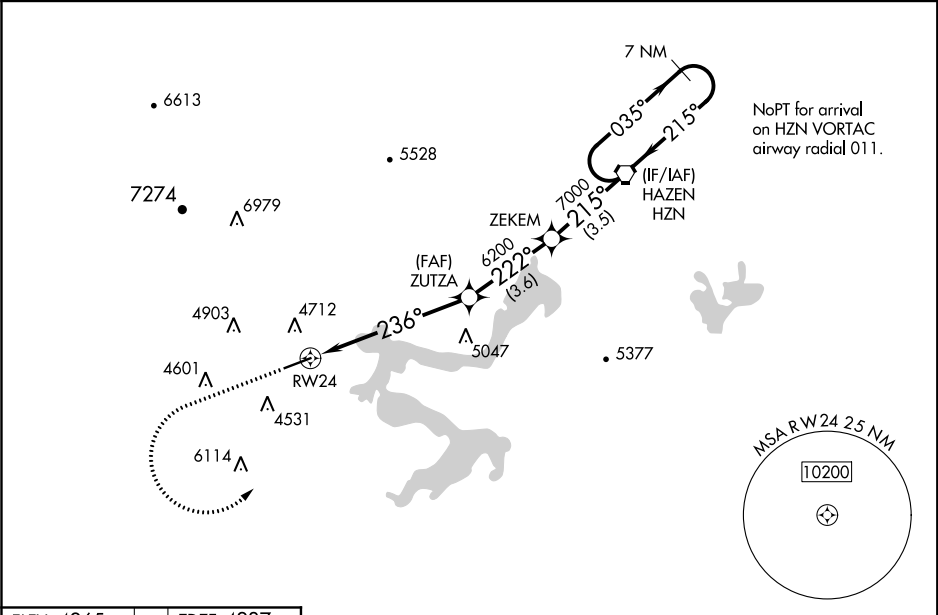 7 NM
6613
NoPT for arrival
on HZN VORTAC
airway radial 011.
035°
215°
5528
(IF/IAF)
HAZEN
HZN
7274
6979
7000
215°
(3.5)
ZEKEM
6200
222°
(3.6)
(FAF)
ZUTZA
4903
4712
236°
5047
5377
4601
RW24
4531
6114
MSA RW24 25 NM
10200